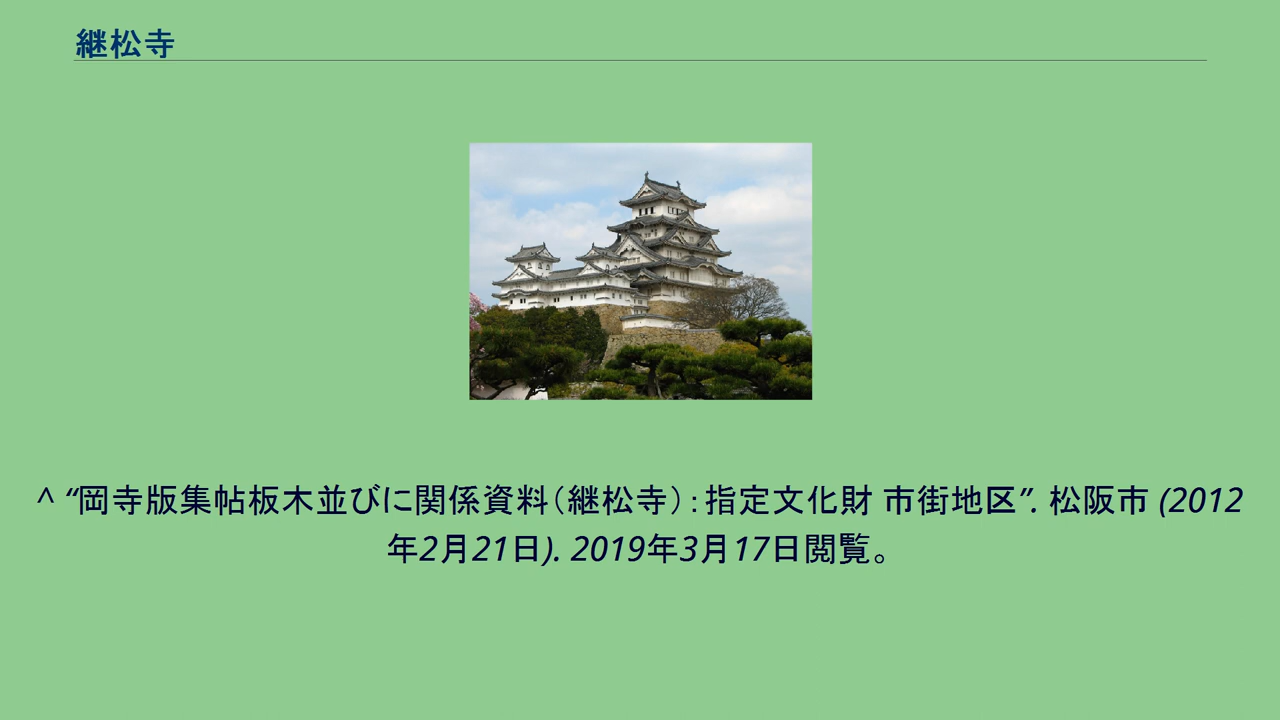 継松寺
^ “岡寺版集帖板木並びに関係資料（継松寺）：指定文化財 市街地区”. 松阪市 (2012
年2月21日). 2019年3月17日閲覧。